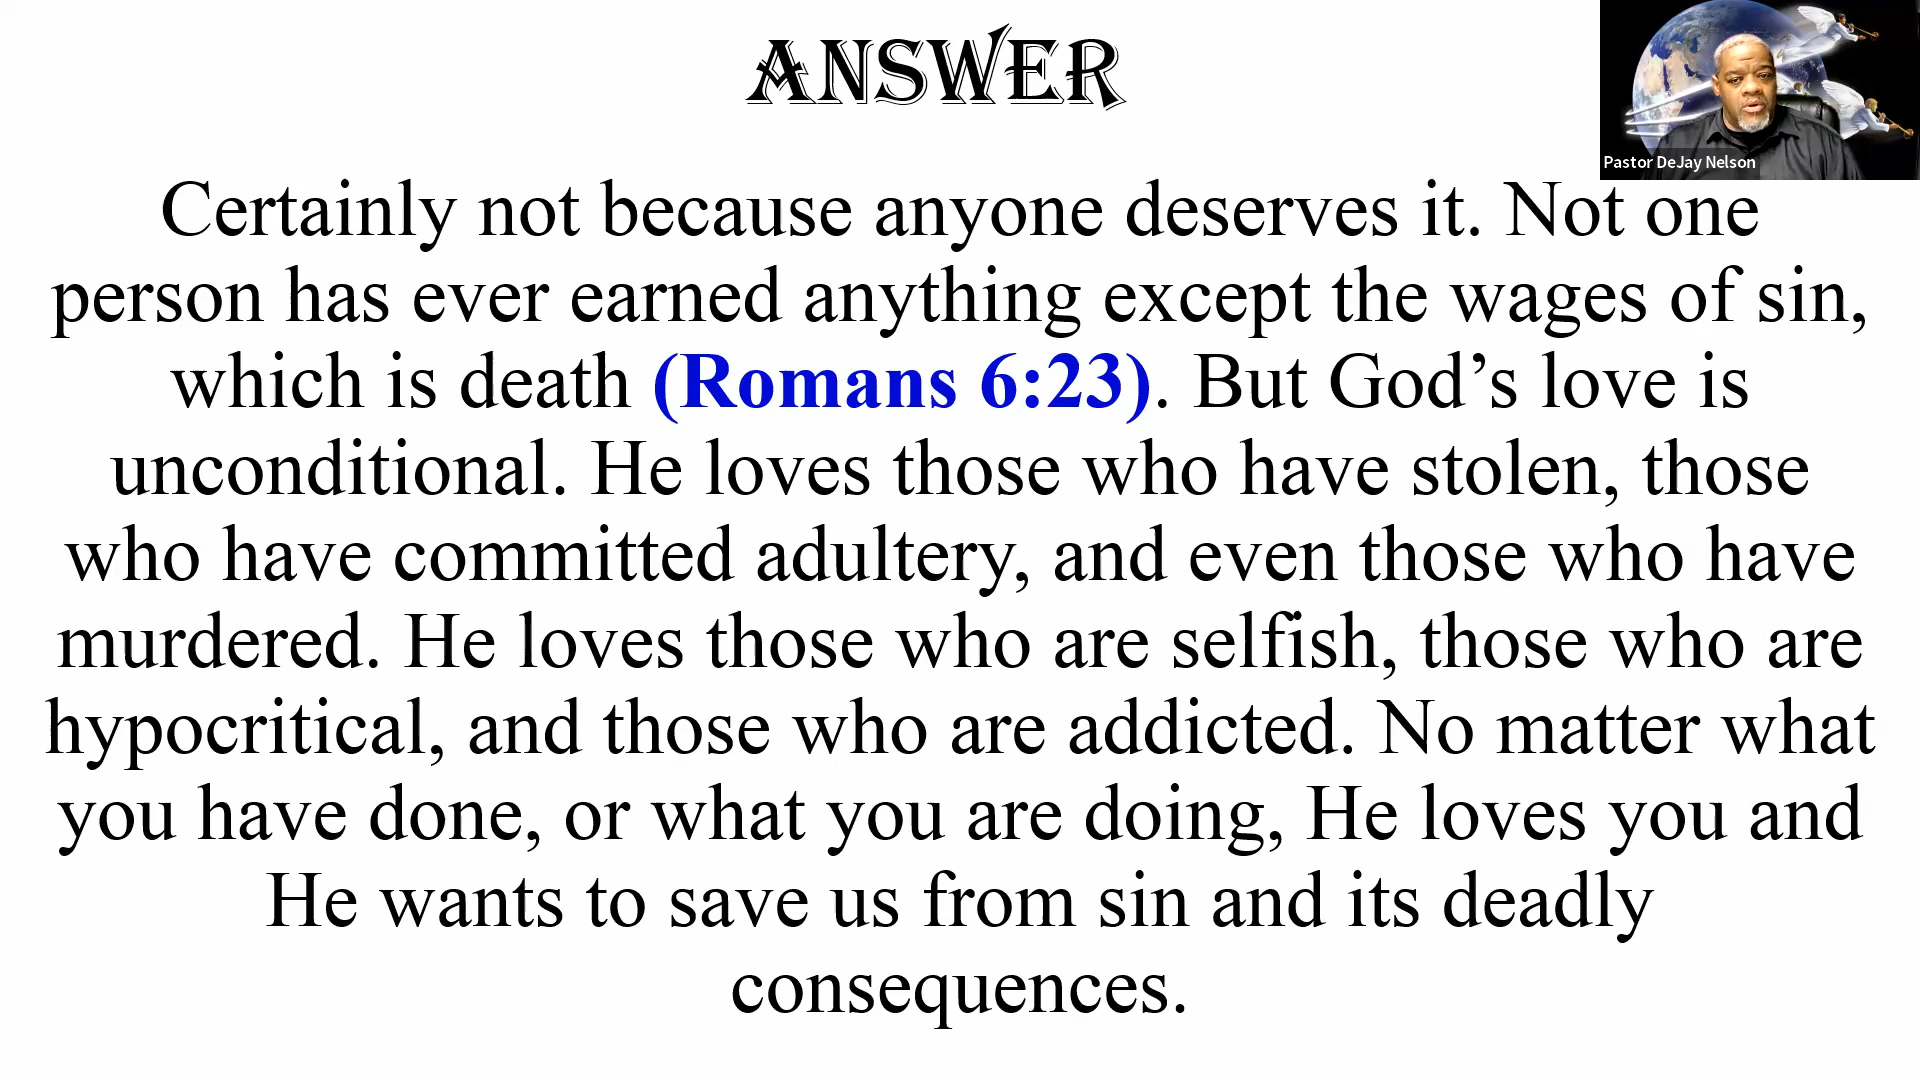 ANSWER
Pastor DeJay Nelson
Certainly not because anyone deserves it. Not one
person has ever earned anything except the wages of sin,
which is death (Romans 6:23). But God’s love is
unconditional. He loves those who have stolen, those
who have committed adultery, and even those who have
murdered. He loves those who are selfish, those who are
hypocritical, and those who are addicted. No matter what
you have done, or what you are doing, He loves you and
He wants to save us from sin and its deadly
consequences.